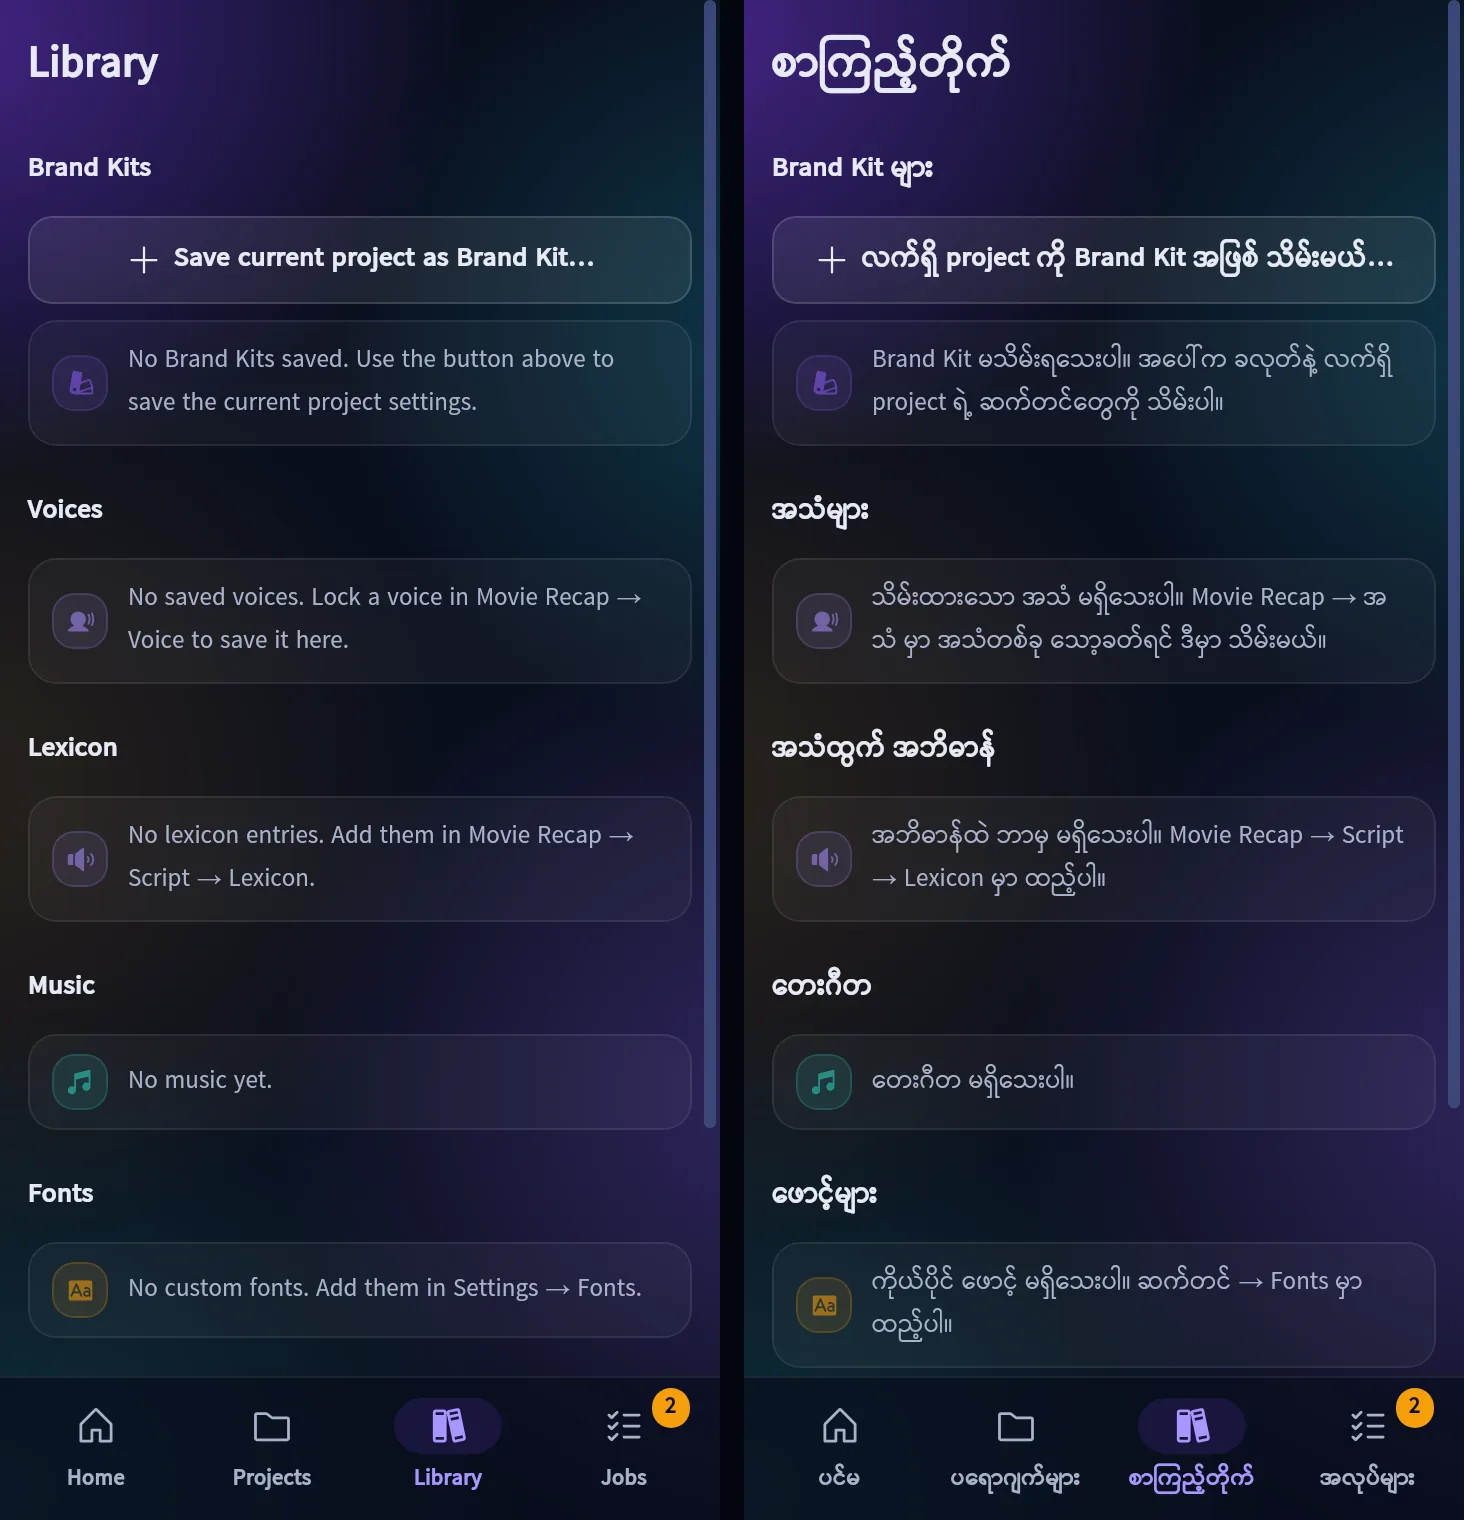 Library
Brand Kits
Save current project as Brand Kit...
No Brand Kits saved. Use the button above to
save the current project settings.
Voices
No saved voices. Lock a voice in Movie Recap →
Voice to save it here.
Lexicon
No lexicon entries. Add them in Movie Recap →
Script → Lexicon.
Music
No music yet.
Fonts
Aa
No custom fonts. Add them in Settings → Fonts.
Home
Projects
Library
Jobs
2
စာကြည့်တိုက်
Brand Kit များ
လက်ရှိ project ကို Brand Kit အဖြစ် သိမ်းမယ်...
Brand Kit မသိမ်းရသေးပါ။ အပေါ်က ခလုတ်နဲ့ လက်ရှိ
project ရဲ့ ဆက်တင်တွေကို သိမ်းပါ။
အသံများ
သိမ်းထားသော အသံ မရှိသေးပါ။ Movie Recap → အ
သံ မှာ အသံတစ်ခု သော့ခတ်ရင် ဒီမှာ သိမ်းမယ်။
အသံထွက် အဘိဓာန်
အဘိဓာန်ထဲ ဘာမှ မရှိသေးပါ။ Movie Recap → Script
→ Lexicon မှာ ထည့်ပါ။
တေးဂီတ
တေးဂီတ မရှိသေးပါ။
ဖောင့်များ
Aa
ကိုယ်ပိုင် ဖောင့် မရှိသေးပါ။ ဆက်တင် → Fonts မှာ
ထည့်ပါ။
ပင်မ
ပရောဂျက်များ
စာကြည့်တိုက်
အလုပ်များ
2